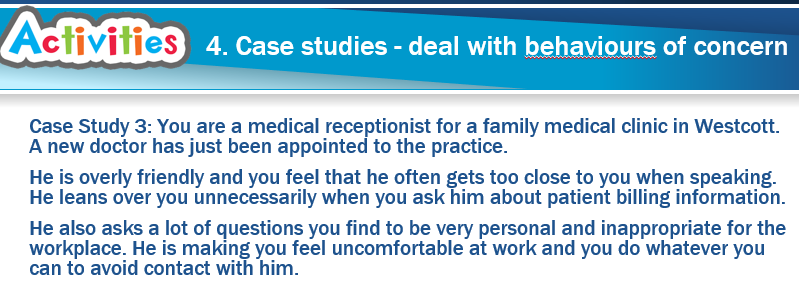 Activities
4. Case studies - deal with behaviours of concern
Case Study 3: You are a medical receptionist for a family medical clinic in Westcott.
A new doctor has just been appointed to the practice.
He is overly friendly and you feel that he often gets too close to you when speaking.
He leans over you unnecessarily when you ask him about patient billing information.
He also asks a lot of questions you find to be very personal and inappropriate for the
workplace. He is making you feel uncomfortable at work and you do whatever you
can to avoid contact with him.